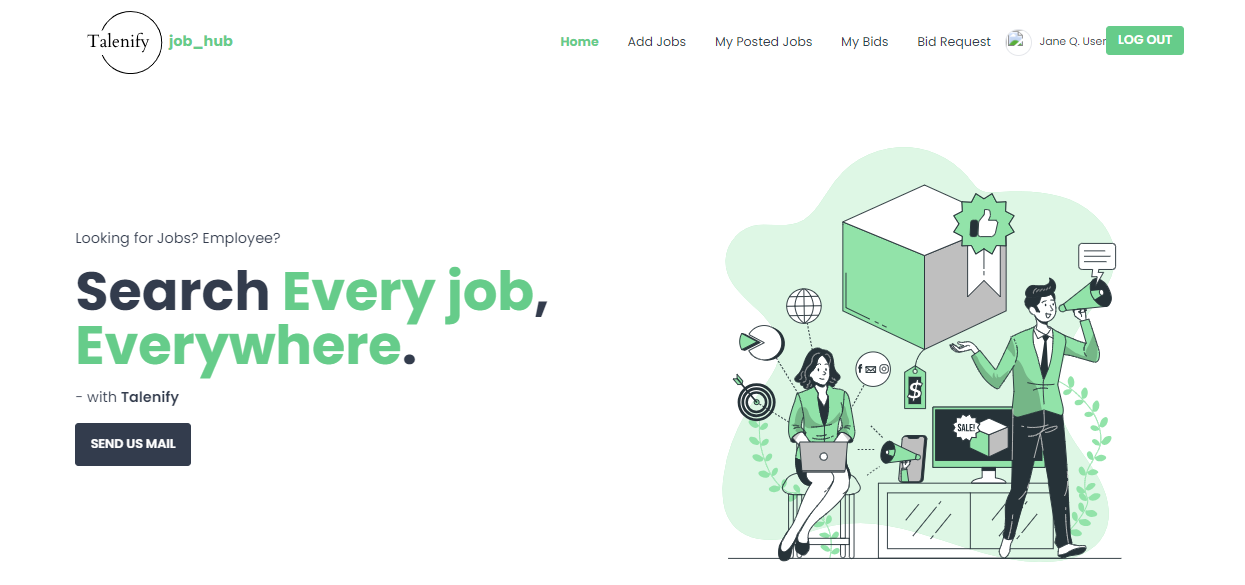 Talenify job_hub
Home Add Jobs My Posted Jobs My Bids Bid Request Jane Q. User LOG OUT
Looking for Jobs? Employee?
Search Every job,
Everywhere.
- with Talenify
SEND US MAIL
f
$
SALE!